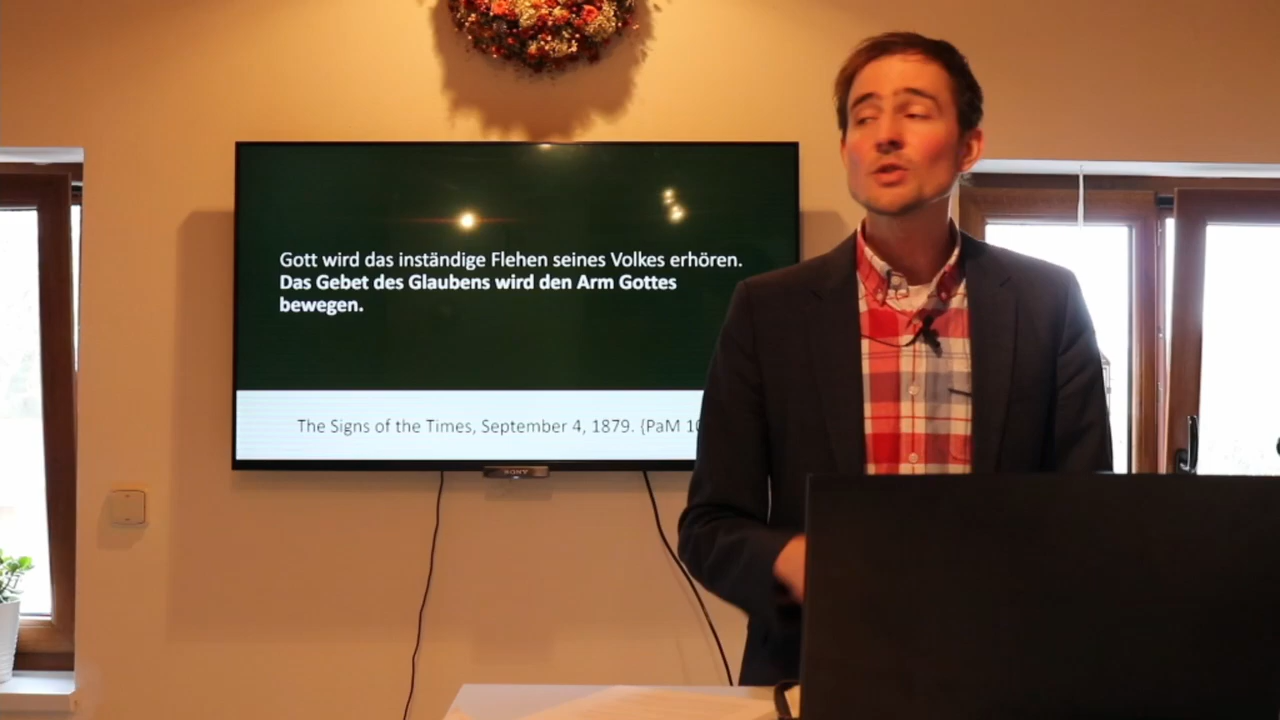 Gott wird das inständige Flehen seines Volkes erhören.
Das Gebet des Glaubens wird den Arm Gottes
bewegen.
The Signs of the Times, September 4, 1879. {PaM 10
SONY